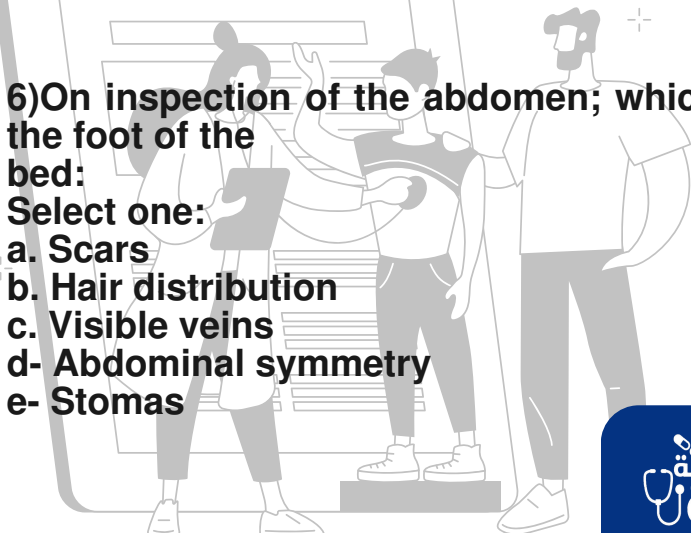 6)On inspection of the abdomen; whic
the foot of the
bed:
Select one:
a. Scars
b. Hair distribution
c. Visible veins
d- Abdominal symmetry
e- Stomas